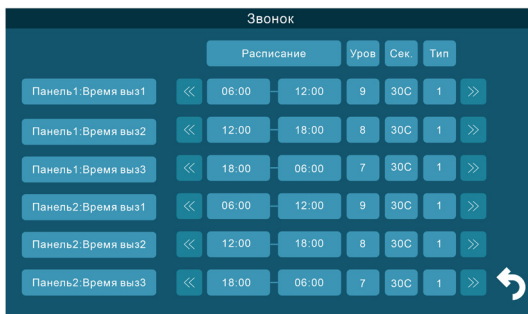 Звонок
Расписание Уров Сек. Тип
Панель1:Время выз1 « 06:00 – 12:00 9 30С 1 »
Панель1:Время выз2 « 12:00 – 18:00 8 30С 1 »
Панель1:Время выз3 « 18:00 – 06:00 7 30С 1 »
Панель2:Время выз1 « 06:00 – 12:00 9 30С 1 »
Панель2:Время выз2 « 12:00 – 18:00 8 30С 1 »
Панель2:Время выз3 « 18:00 – 06:00 7 30С 1 »